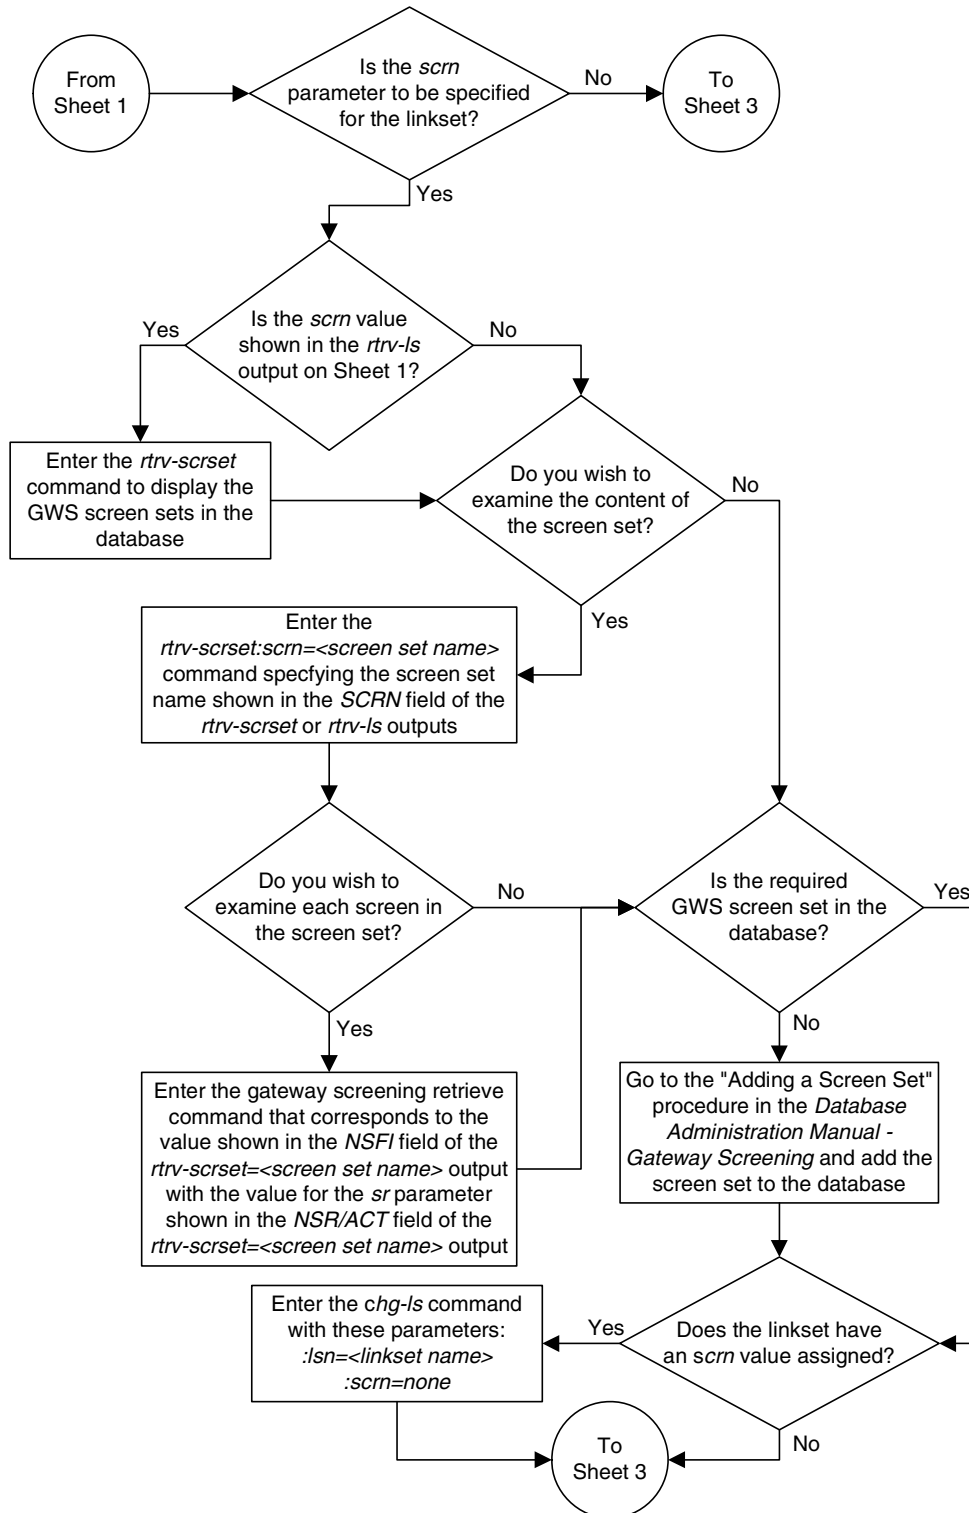 From
Sheet 1
Is the scrn
parameter to be specified
for the linkset?
No
To
Sheet 3
Yes
Is the scrn value
shown in the rtrv-ls
output on Sheet 1?
Yes
No
Enter the rtrv-scrset
command to display the
GWS screen sets in the
database
Do you wish to
examine the content of
the screen set?
No
Yes
Enter the
rtrv-scrset:scrn=<screen set name>
command specfying the screen set
name shown in the SCRN field of the
rtrv-scrset or rtrv-ls outputs
Do you wish to
examine each screen in
the screen set?
No
Yes
Is the required
GWS screen set in the
database?
Yes
No
Enter the gateway screening retrieve
command that corresponds to the
value shown in the NSFI field of the
rtrv-scrset=<screen set name> output
with the value for the sr parameter
shown in the NSR/ACT field of the
rtrv-scrset=<screen set name> output
Go to the "Adding a Screen Set"
procedure in the Database
Administration Manual -
Gateway Screening and add the
screen set to the database
Does the linkset have
an scrn value assigned?
Yes
No
Enter the chg-ls command
with these parameters:
:lsn=<linkset name>
:scrn=none
To
Sheet 3